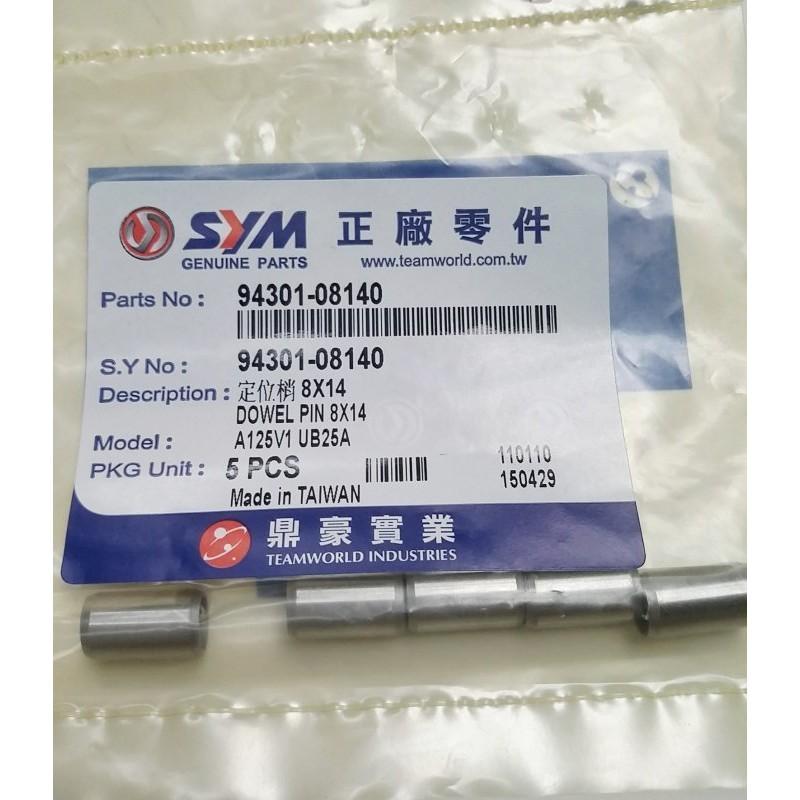 SYM 正廠零件
GENUINE PARTS www.teamworld.com.tw
Parts No : 94301-08140
S.Y No : 94301-08140
Description : 定位梢 8X14
DOWEL PIN 8X14
Model : A125V1 UB25A
110110
PKG Unit : 5 PCS 150429
Made in TAIWAN
鼎豪實業
TEAMWORLD INDUSTRIES